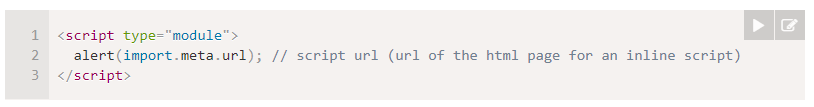 1 <script type="module">
2   alert(import.meta.url); // script url (url of the html page for an inline script)
3 </script>